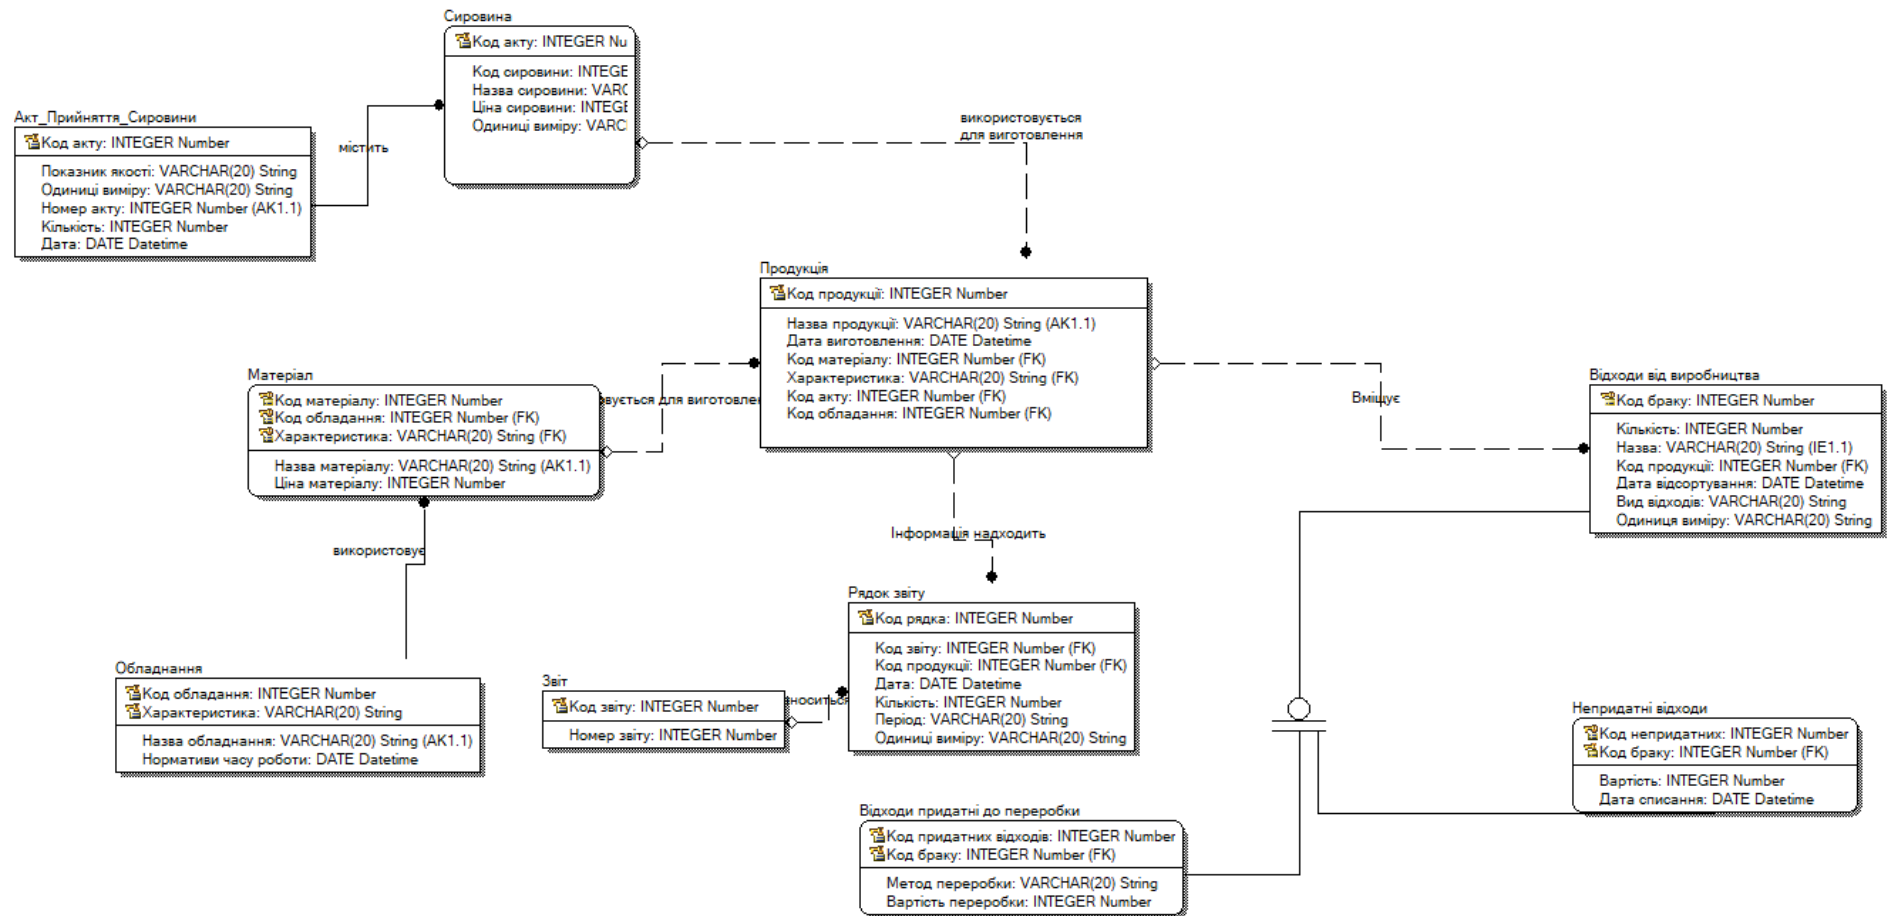 Сировина
Код акту: INTEGER Nu
Код сировини: INTEGE
Назва сировини: VARC
Ціна сировини: INTEGE
Одиниці виміру: VARC
Акт_Прийняття_Сировини
Код акту: INTEGER Number
Показник якості: VARCHAR(20) String
Одиниці виміру: VARCHAR(20) String
Номер акту: INTEGER Number (AK1.1)
Кількість: INTEGER Number
Дата: DATE Datetime
містить
використовується
для виготовлення
Продукція
Код продукції: INTEGER Number
Назва продукції: VARCHAR(20) String (AK1.1)
Дата виготовлення: DATE Datetime
Код матеріалу: INTEGER Number (FK)
Характеристика: VARCHAR(20) String (FK)
Код акту: INTEGER Number (FK)
Код обладання: INTEGER Number (FK)
Матеріал
Код матеріалу: INTEGER Number
Код обладання: INTEGER Number (FK)
Характеристика: VARCHAR(20) String (FK)
Назва матеріалу: VARCHAR(20) String (AK1.1)
Ціна матеріалу: INTEGER Number
вується для виготовлен
Вміщує
Відходи від виробництва
Код браку: INTEGER Number
Кількість: INTEGER Number
Назва: VARCHAR(20) String (IE1.1)
Код продукції: INTEGER Number (FK)
Дата відсортування: DATE Datetime
Вид відходів: VARCHAR(20) String
Одиниця виміру: VARCHAR(20) String
використовує
Інформація надходить
Обладнання
Код обладання: INTEGER Number
Характеристика: VARCHAR(20) String
Назва обладнання: VARCHAR(20) String (AK1.1)
Нормативи часу роботи: DATE Datetime
Звіт
Код звіту: INTEGER Number
Номер звіту: INTEGER Number
носиться
Рядок звіту
Код рядка: INTEGER Number
Код звіту: INTEGER Number (FK)
Код продукції: INTEGER Number (FK)
Дата: DATE Datetime
Кількість: INTEGER Number
Період: VARCHAR(20) String
Одиниці виміру: VARCHAR(20) String
Непридатні відходи
Код непридатних: INTEGER Number
Код браку: INTEGER Number (FK)
Вартість: INTEGER Number
Дата списання: DATE Datetime
Відходи придатні до переробки
Код придатних відходів: INTEGER Number
Код браку: INTEGER Number (FK)
Метод переробки: VARCHAR(20) String
Вартість переробки: INTEGER Number